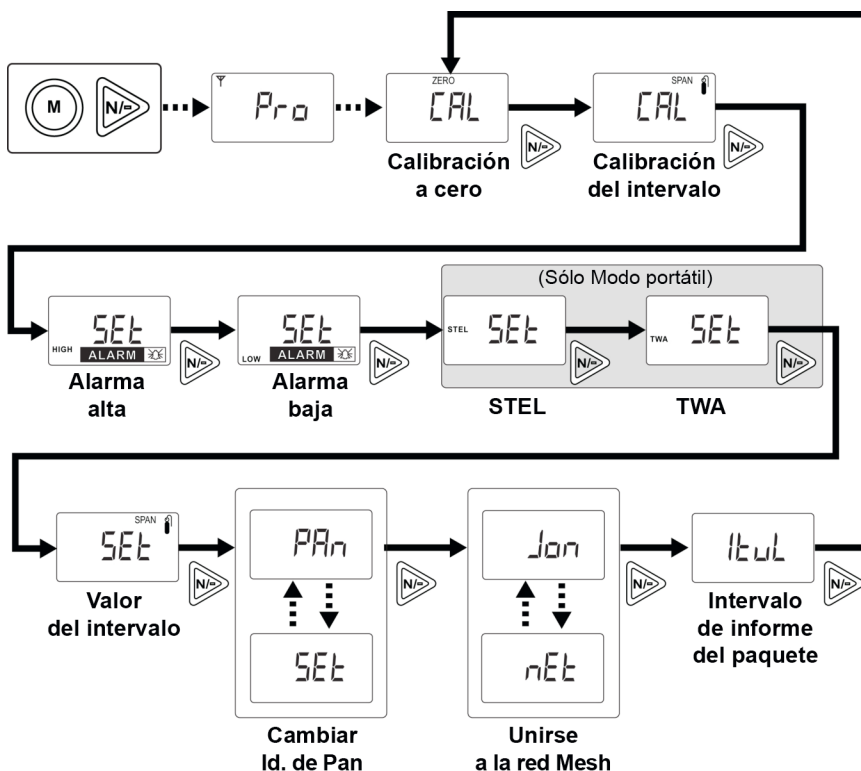 M N/-
Pro
ZERO
CAL
N/-
Calibración
a cero
SPAN
CAL
N/-
Calibración
del intervalo
HIGH
SEt
ALARM
N/-
Alarma
alta
LOW
SEt
ALARM
N/-
Alarma
baja
(Sólo Modo portátil)
STEL
SEt
N/-
STEL
TWA
SEt
N/-
TWA
SPAN
SEt
N/-
Valor
del intervalo
PAn
SEt
N/-
Cambiar
Id. de Pan
Jon
nEt
N/-
Unirse
a la red Mesh
ItuL
N/-
Intervalo
de informe
del paquete